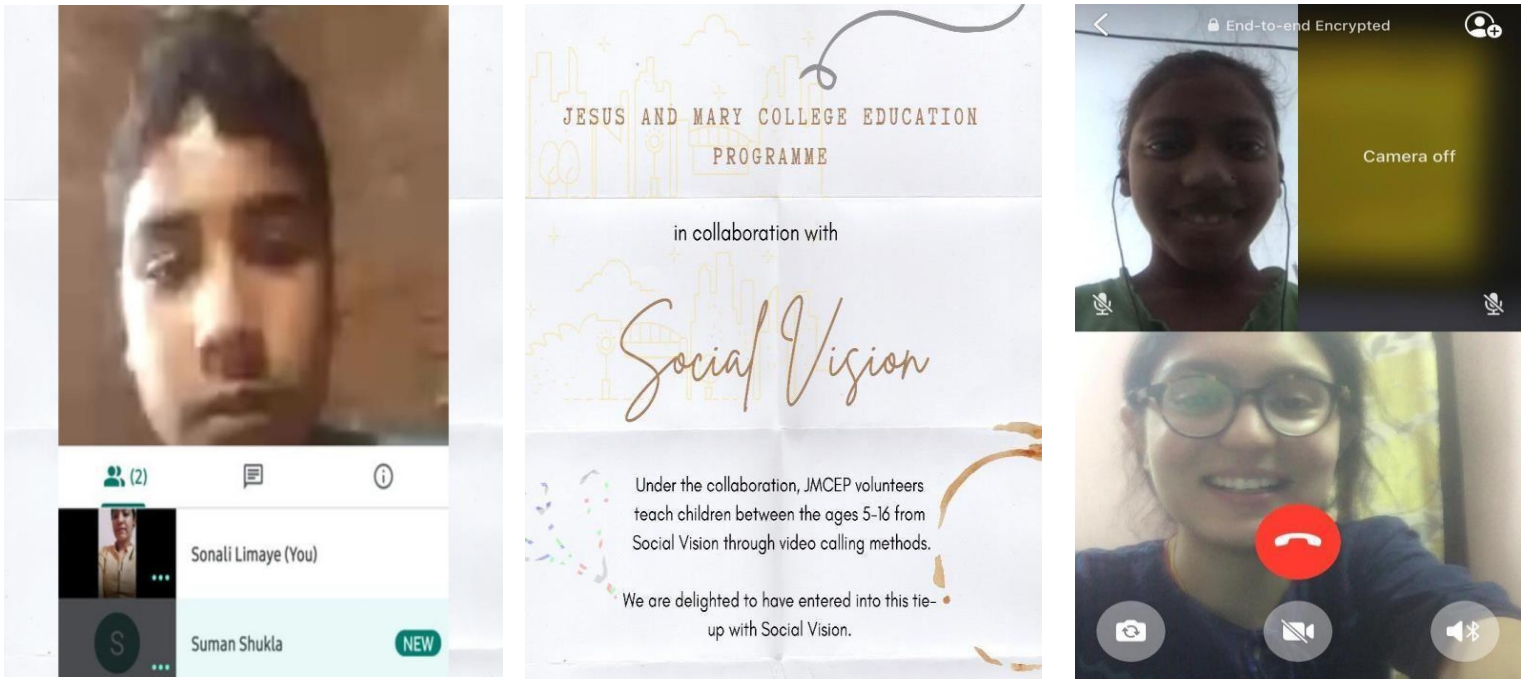 (2)
Sonali Limaye (You)
S
Suman Shukla
NEW
JESUS AND MARY COLLEGE EDUCATION
PROGRAMME
in collaboration with
Social Vision
Under the collaboration, JMCEP volunteers
teach children between the ages 5-16 from
Social Vision through video calling methods.
We are delighted to have entered into this tie-
up with Social Vision.
End-to-end Encrypted
Camera off